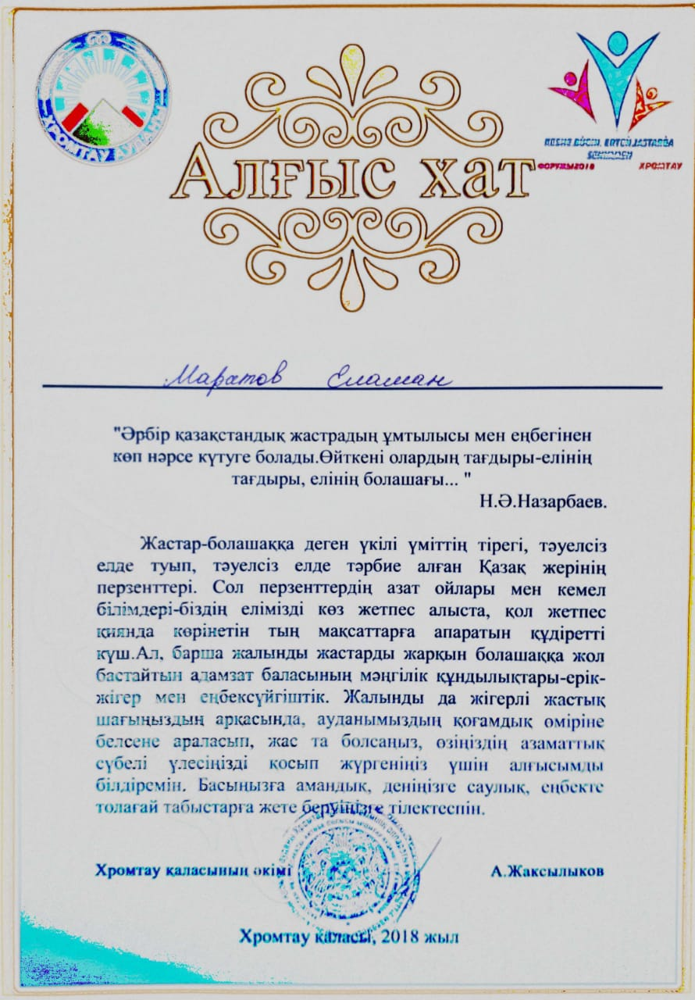 ХРОМТАУ АУДАНЫ
ФОРУМЫ2018 ХРОМТАУ
Алғыс хат
Маратов Еламан
"Әрбір қазақстандық жастрадың ұмтылысы мен еңбегінен
көп нәрсе күтуге болады.Өйткені олардың тағдыры-елінің
тағдыры, елінің болашағы... "
Н.Ә.Назарбаев.
Жастар-болашаққа деген үкілі үміттің тірегі, тәуелсіз
елде туып, тәуелсіз елде тәрбие алған Қазақ жерінің
перзенттері. Сол перзенттердің азат ойлары мен кемел
білімдері-біздің елімізді көз жетпес алыста, қол жетпес
қиянда көрінетін тың мақсаттарға апаратын құдіретті
күш.Ал, барша жалынды жастарды жарқын болашаққа жол
бастайтын адамзат баласының мәңгілік құндылықтары-ерік-
жігер мен еңбексүйгіштік. Жалынды да жігерлі жастық
шағыңыздың арқасында, ауданымыздың қоғамдық өміріне
белсене араласып, жас та болсаңыз, өзіңіздің азаматтық
сүбелі үлесіңізді қосып жүргеніңіз үшін алғысымды
білдіремін. Басыңызға амандық, деніңізге саулық, еңбекте
толағай табыстарға жете беруіңізге тілектеспін.
Хромтау қаласының әкімі А.Жаксылыков
Хромтау қаласы, 2018 жыл